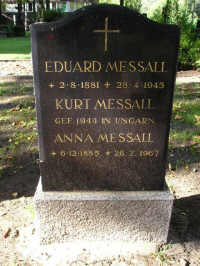 EDUARD MESSALL
+ 2·8·1881 + 28·4·1945
KURT MESSALL
GEF. 1944 IN UNGARN
ANNA MESSALL
+ 6·12·1885 + 26·2·1967